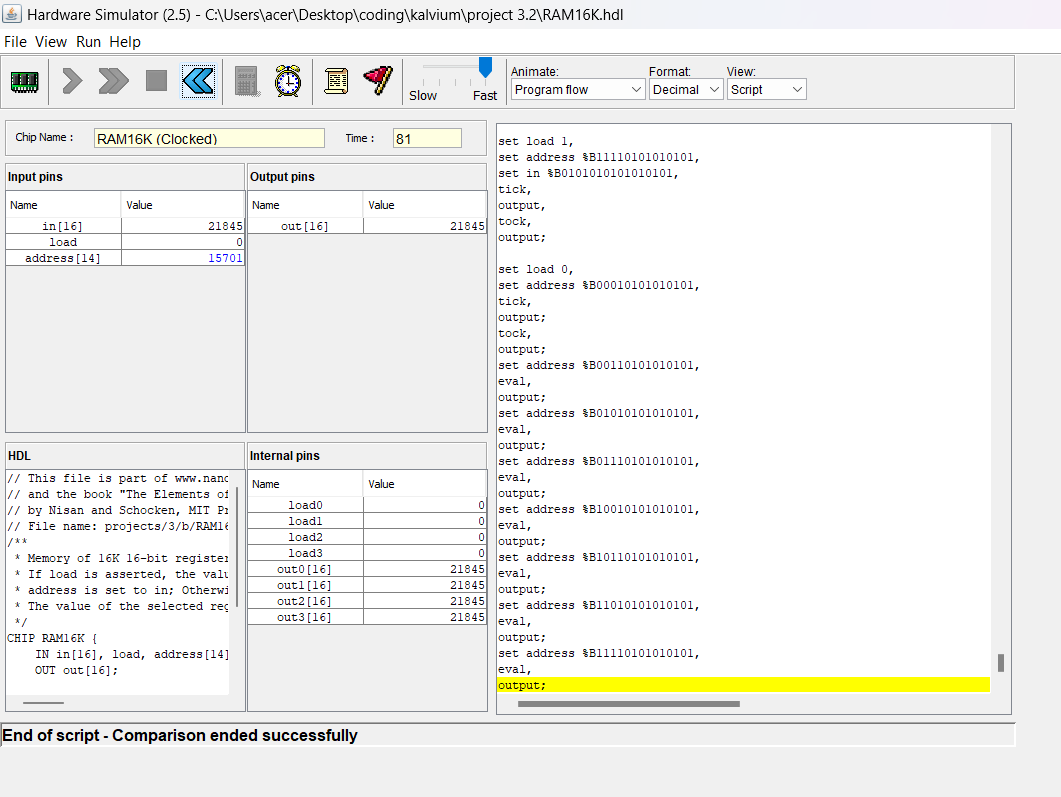 Hardware Simulator (2.5) - C:\Users\acer\Desktop\coding\kalvium\project 3.2\RAM16K.hdl
File View Run Help
Slow Fast
Animate: Format: View:
Program flow Decimal Script
Chip Name : RAM16K (Clocked) Time : 81
Input pins
Name Value
in[16] 21845
load 0
address[14] 15701
Output pins
Name Value
out[16] 21845
HDL
// This file is part of www.nand
// and the book "The Elements of
// by Nisan and Schocken, MIT Pr
// File name: projects/3/b/RAM16
/**
* Memory of 16K 16-bit register
* If load is asserted, the valu
* address is set to in; Otherwi
* The value of the selected reg
*/
CHIP RAM16K {
IN in[16], load, address[14]
OUT out[16];
Internal pins
Name Value
load0 0
load1 0
load2 0
load3 0
out0[16] 21845
out1[16] 21845
out2[16] 21845
out3[16] 21845
set load 1,
set address %B11110101010101,
set in %B0101010101010101,
tick,
output,
tock,
output;
set load 0,
set address %B00010101010101,
tick,
output;
tock,
output;
set address %B00110101010101,
eval,
output;
set address %B01010101010101,
eval,
output;
set address %B01110101010101,
eval,
output;
set address %B10010101010101,
eval,
output;
set address %B10110101010101,
eval,
output;
set address %B11010101010101,
eval,
output;
set address %B11110101010101,
eval,
output;
End of script - Comparison ended successfully